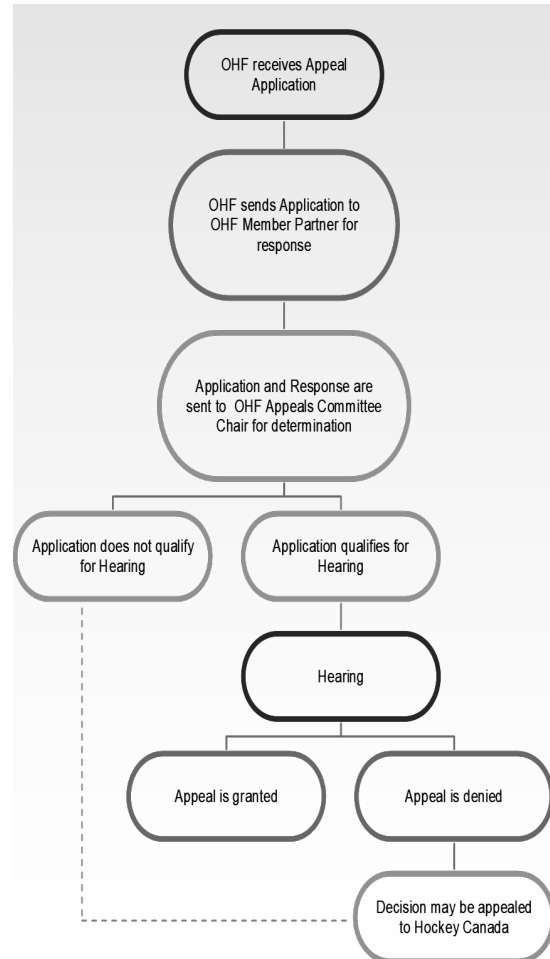 OHF receives Appeal
Application
OHF sends Application to
OHF Member Partner for
response
Application and Response are
sent to OHF Appeals Committee
Chair for determination
Application does not qualify
for Hearing
Application qualifies for
Hearing
Hearing
Appeal is granted
Appeal is denied
Decision may be appealed
to Hockey Canada